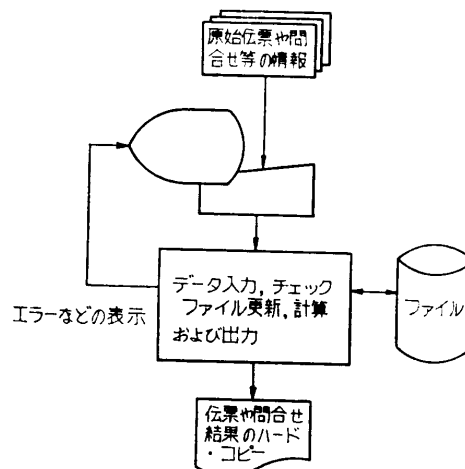 原始伝票や問
合せ等の情報
データ入力,チェック
ファイル更新,計算
および出力
エラーなどの表示
ファイル
伝票や問合せ
結果のハード
・コピー